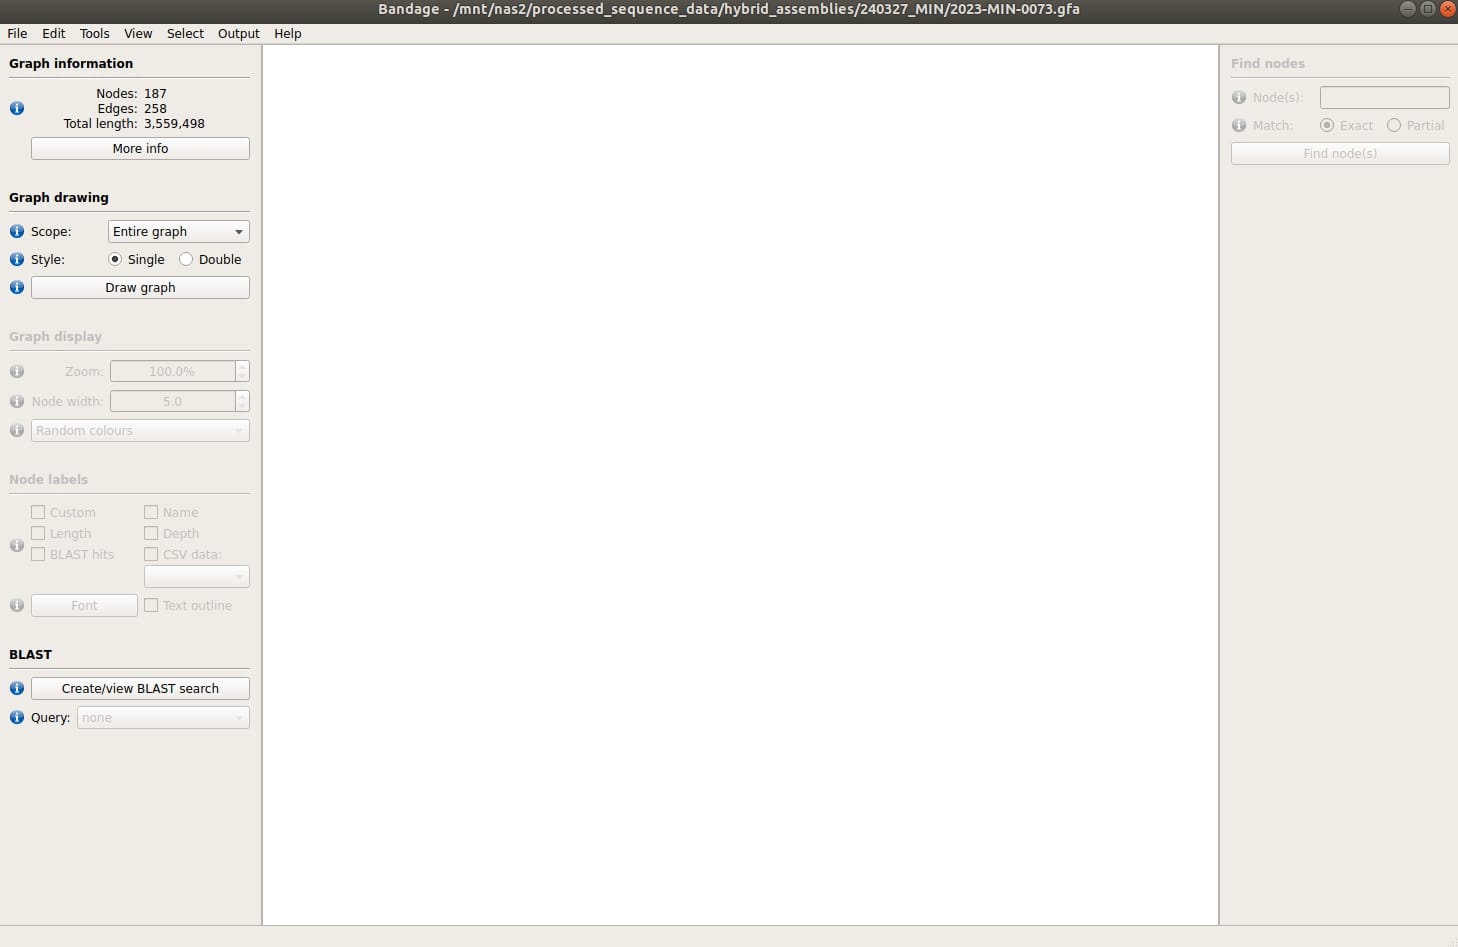 Bandage - /mnt/nas2/processed_sequence_data/hybrid_assemblies/240327_MIN/2023-MIN-0073.gfa
File Edit Tools View Select Output Help
Graph information
Nodes: 187
Edges: 258
Total length: 3,559,498
More info
Graph drawing
Scope: Entire graph
Style: Single Double
Draw graph
Graph display
Zoom: 100.0%
Node width: 5.0
Random colours
Node labels
Custom Name
Length Depth
BLAST hits CSV data:
Font Text outline
BLAST
Create/view BLAST search
Query: none
Find nodes
Node(s):
Match: Exact Partial
Find node(s)